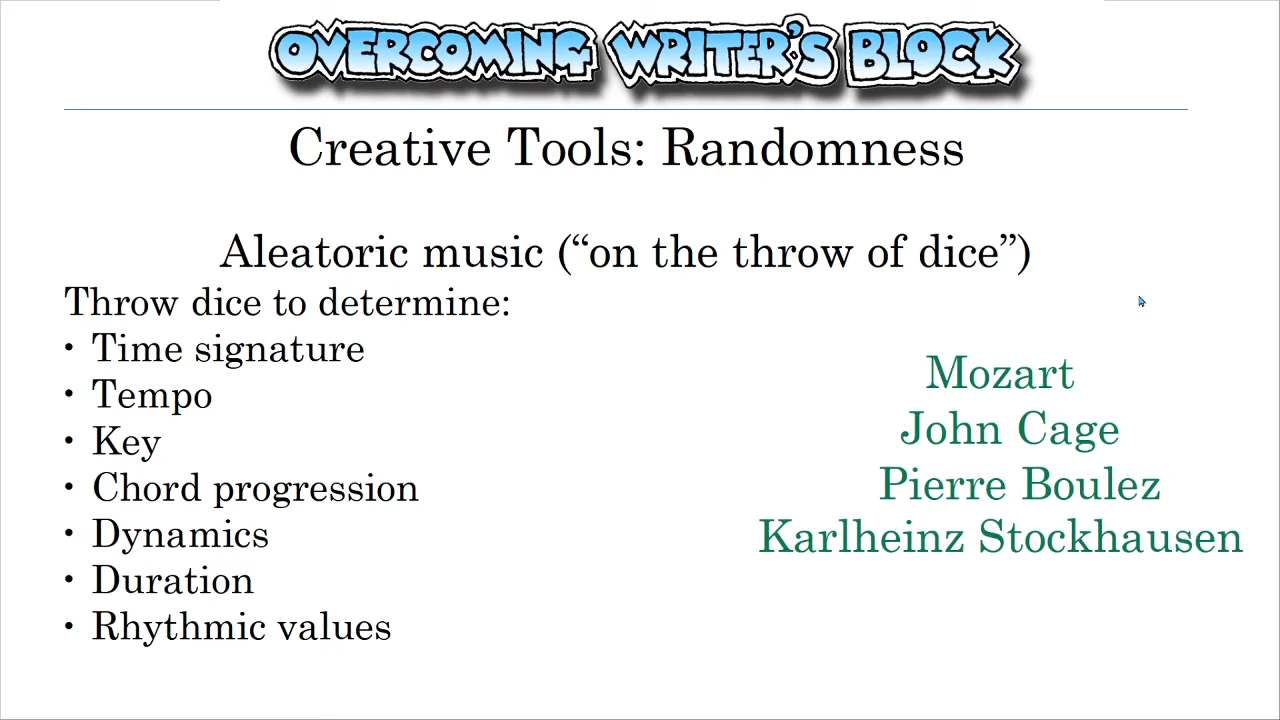 OVERCOMING WRITER'S BLOCK
Creative Tools: Randomness
Aleatoric music (“on the throw of dice”)
Throw dice to determine:
• Time signature
• Tempo
• Key
• Chord progression
• Dynamics
• Duration
• Rhythmic values
Mozart
John Cage
Pierre Boulez
Karlheinz Stockhausen